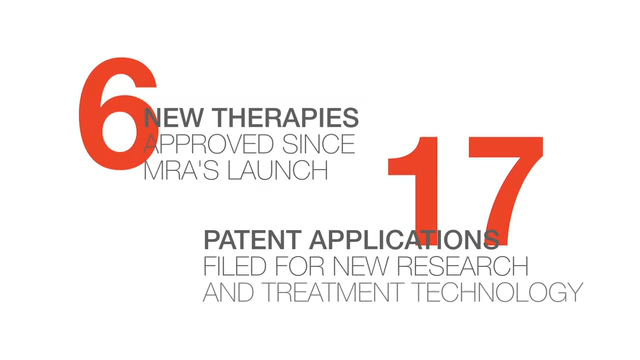 6
NEW THERAPIES
APPROVED SINCE
MRA'S LAUNCH
17
PATENT APPLICATIONS
FILED FOR NEW RESEARCH
AND TREATMENT TECHNOLOGY